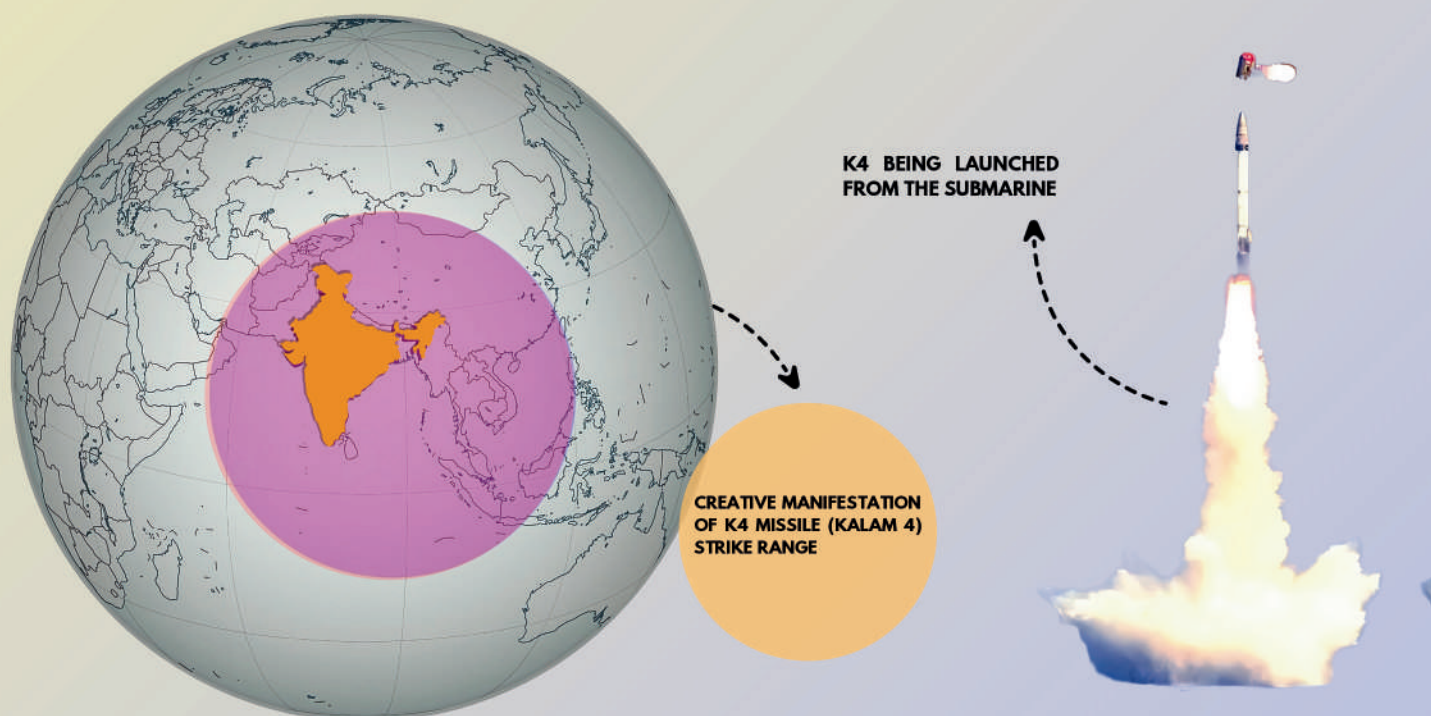 K4 BEING LAUNCHED
FROM THE SUBMARINE
CREATIVE MANIFESTATION
OF K4 MISSILE (KALAM 4)
STRIKE RANGE